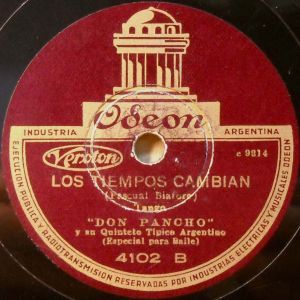 Odeon
INDUSTRIA ARGENTINA
Veroton e 9814
LOS TIEMPOS CAMBIAN
(Pascual Biafore)
Tango
"DON PANCHO"
y su Quinteto Típico Argentino
(Especial para Baile)
4102 B
EJECUCION PUBLICA Y RADIOTRANSMISION RESERVADAS POR INDUSTRIAS ELECTRICAS Y MUSICALES ODEON